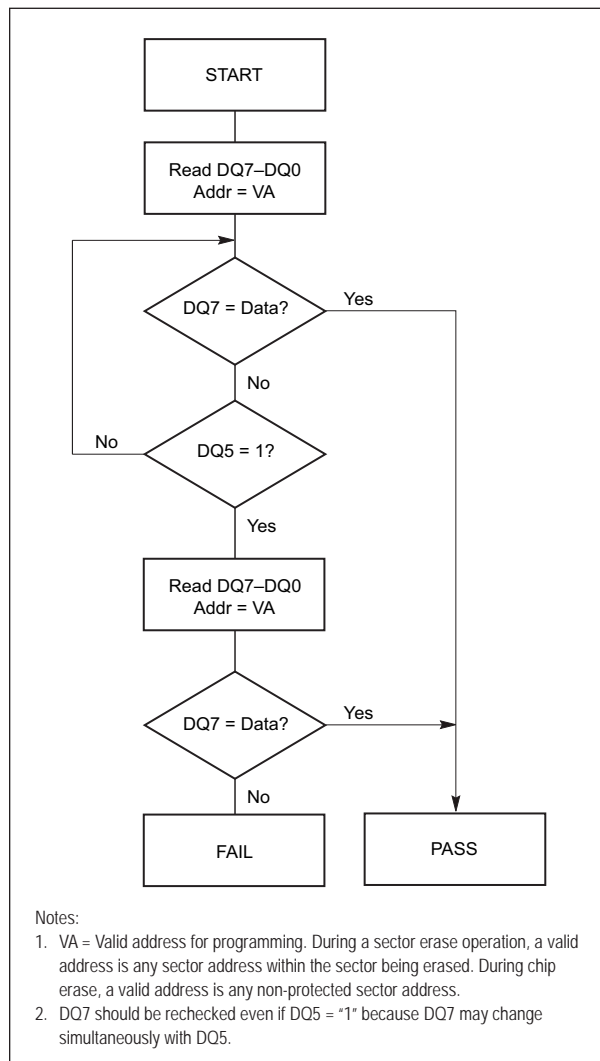 START
Read DQ7–DQ0
Addr = VA
DQ7 = Data?
Yes
No
No
DQ5 = 1?
Yes
Read DQ7–DQ0
Addr = VA
DQ7 = Data?
Yes
No
FAIL
PASS
Notes:
1. VA = Valid address for programming. During a sector erase operation, a valid
address is any sector address within the sector being erased. During chip
erase, a valid address is any non-protected sector address.
2. DQ7 should be rechecked even if DQ5 = “1” because DQ7 may change
simultaneously with DQ5.